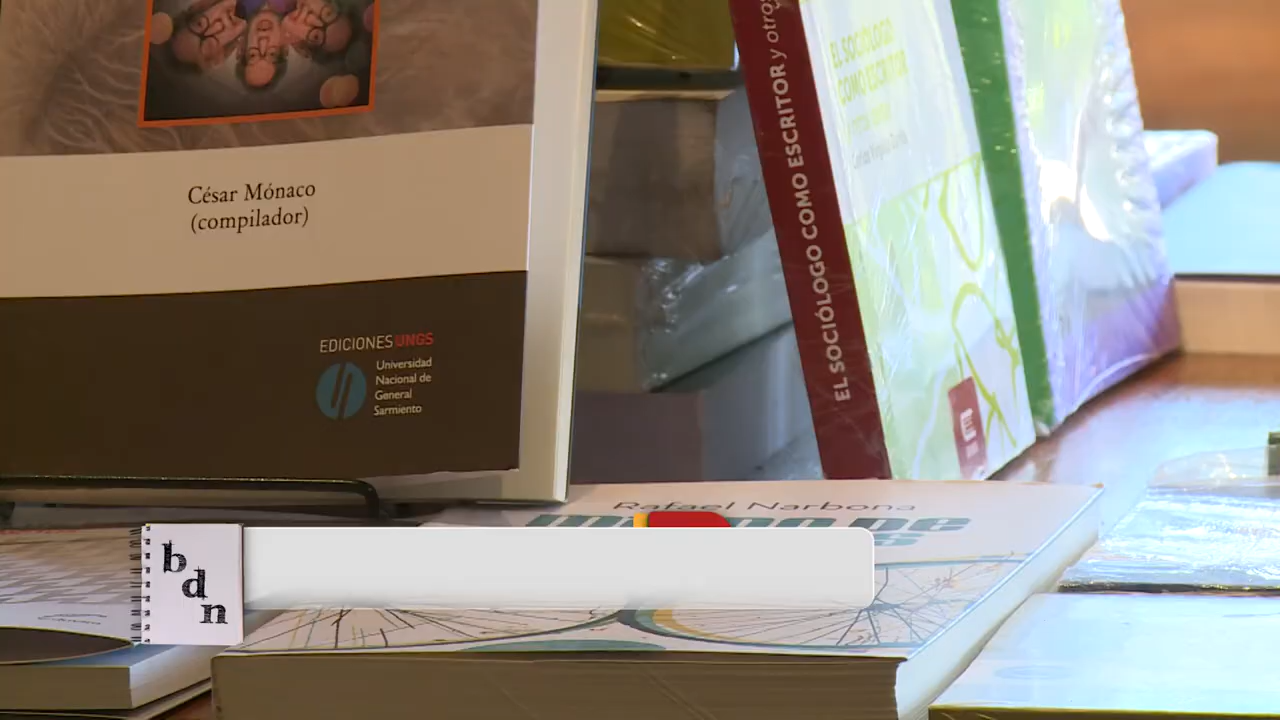 César Mónaco
(compilador)
EDICIONES UNGS
Universidad
Nacional de
General
Sarmiento
EL SOCIÓLOGO COMO ESCRITOR y otros
EL SOCIÓLOGO
COMO ESCRITOR
Rafael Narbona
b
d
n